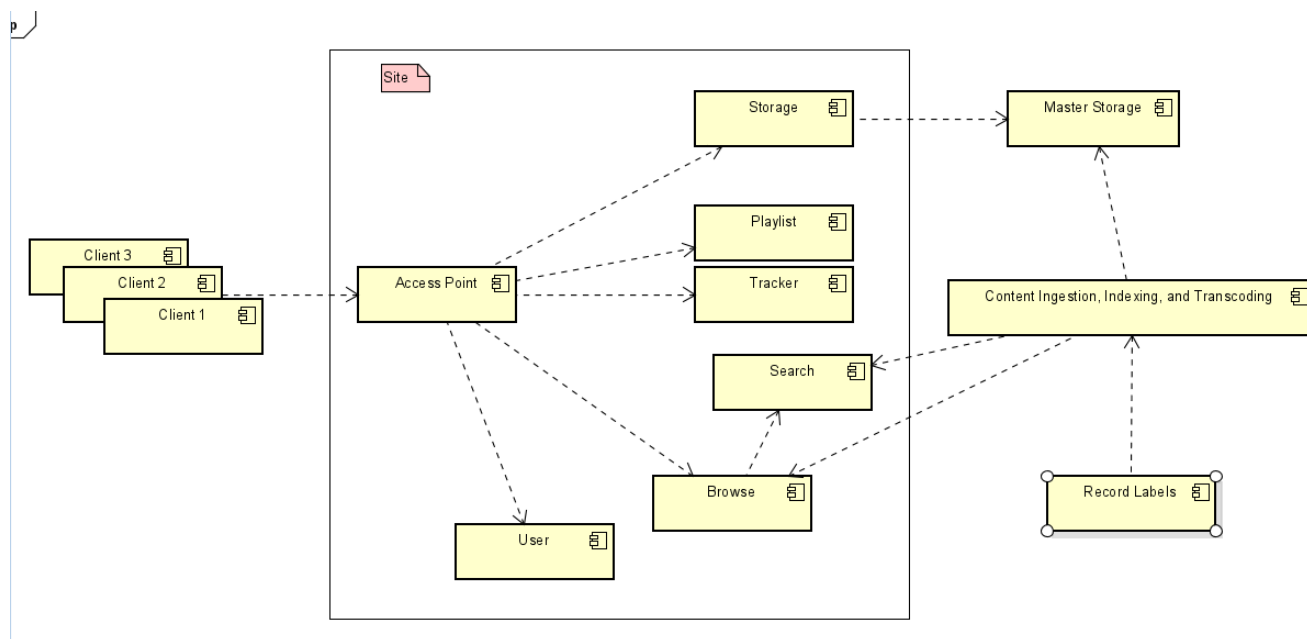 p
Site
Storage
Master Storage
Playlist
Client 3
Client 2
Access Point
Tracker
Content Ingestion, Indexing, and Transcoding
Client 1
Search
Browse
Record Labels
User